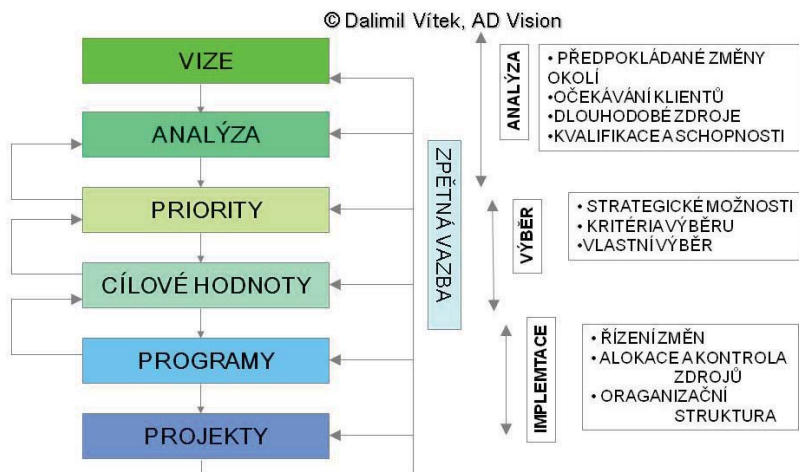 © Dalimil Vítek, AD Vision
VIZE
ANALÝZA
PRIORITY
CÍLOVÉ HODNOTY
PROGRAMY
PROJEKTY
ZPĚTNÁ VAZBA
ANALÝZA
• PŘEDPOKLÁDANÉ ZMĚNY
OKOLÍ
•OČEKÁVÁNÍ KLIENTŮ
•DLOUHODOBÉ ZDROJE
•KVALIFIKACE A SCHOPNOSTI
VÝBĚR
• STRATEGICKÉ MOŽNOSTI
• KRITÉRIA VÝBĚRU
•VLASTNÍ VÝBĚR
IMPLEMTACE
• ŘÍZENÍ ZMĚN
• ALOKACE A KONTROLA
ZDROJŮ
• ORAGANIZAČNÍ
STRUKTURA